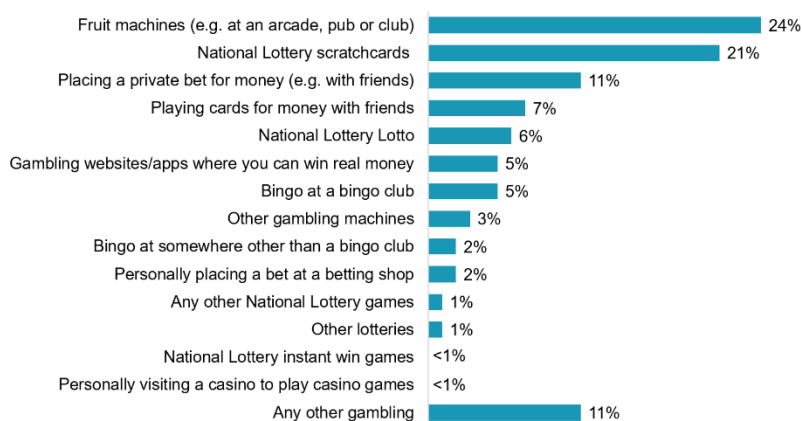 Fruit machines (e.g. at an arcade, pub or club) 24%
National Lottery scratchcards 21%
Placing a private bet for money (e.g. with friends) 11%
Playing cards for money with friends 7%
National Lottery Lotto 6%
Gambling websites/apps where you can win real money 5%
Bingo at a bingo club 5%
Other gambling machines 3%
Bingo at somewhere other than a bingo club 2%
Personally placing a bet at a betting shop 2%
Any other National Lottery games 1%
Other lotteries 1%
National Lottery instant win games <1%
Personally visiting a casino to play casino games <1%
Any other gambling 11%